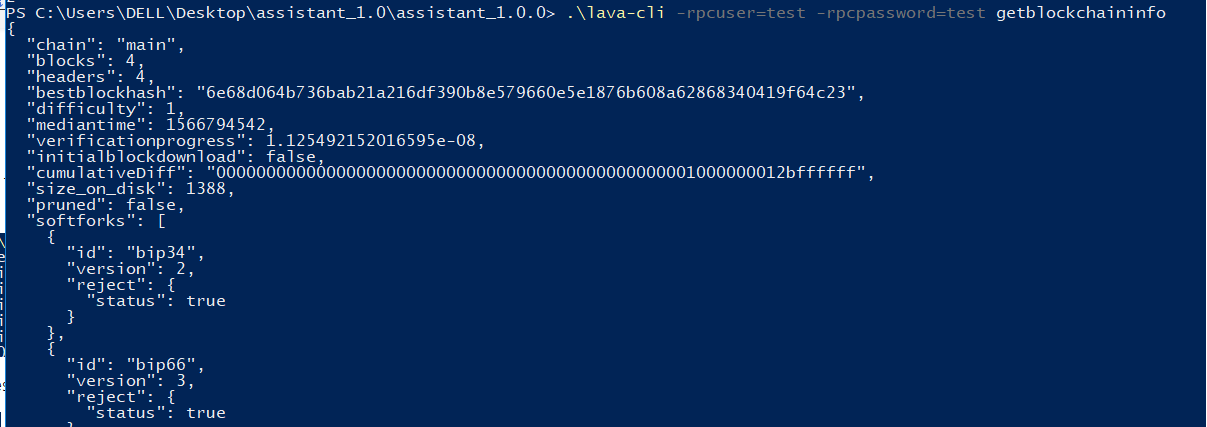 PS C:\Users\DELL\Desktop\assistant_1.0\assistant_1.0.0> .\lava-cli -rpcuser=test -rpcpassword=test getblockchaininfo
{
  "chain": "main",
  "blocks": 4,
  "headers": 4,
  "bestblockhash": "6e68d064b736bab21a216df390b8e579660e5e1876b608a62868340419f64c23",
  "difficulty": 1,
  "mediantime": 1566794542,
  "verificationprogress": 1.125492152016595e-08,
  "initialblockdownload": false,
  "cumulativeDiff": "000000000000000000000000000000000000000000000001000000012bffffff",
  "size_on_disk": 1388,
  "pruned": false,
  "softforks": [
    {
      "id": "bip34",
      "version": 2,
      "reject": {
        "status": true
      }
    },
    {
      "id": "bip66",
      "version": 3,
      "reject": {
        "status": true